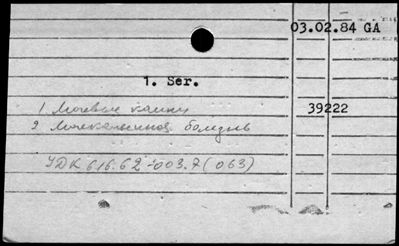 03.02.84 GA
1. Ser.
1 Мочевые камни 39222
2 Мочекаменная болезнь
УДК 616.62-003.7(063)